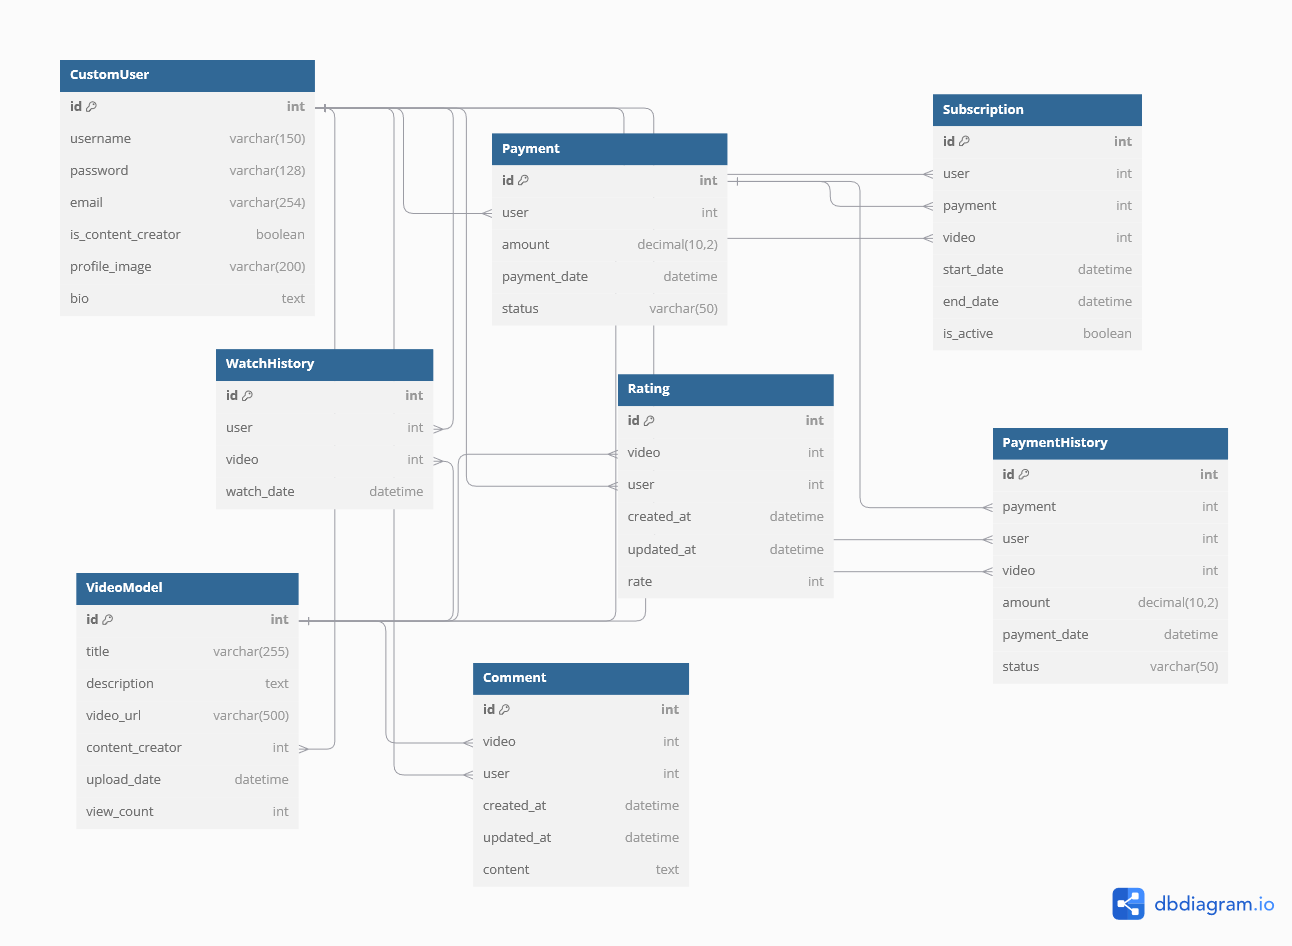 CustomUser
id int
username varchar(150)
password varchar(128)
email varchar(254)
is_content_creator boolean
profile_image varchar(200)
bio text
Payment
id int
user int
amount decimal(10,2)
payment_date datetime
status varchar(50)
Subscription
id int
user int
payment int
video int
start_date datetime
end_date datetime
is_active boolean
WatchHistory
id int
user int
video int
watch_date datetime
Rating
id int
video int
user int
created_at datetime
updated_at datetime
rate int
PaymentHistory
id int
payment int
user int
video int
amount decimal(10,2)
payment_date datetime
status varchar(50)
VideoModel
id int
title varchar(255)
description text
video_url varchar(500)
content_creator int
upload_date datetime
view_count int
Comment
id int
video int
user int
created_at datetime
updated_at datetime
content text
dbdiagram.io